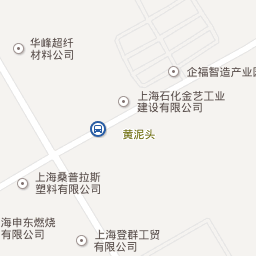 华峰超纤
材料公司
企福智造产业园
上海石化金艺工业
建设有限公司
黄泥头
上海桑普拉斯
塑料有限公司
海申东燃烧
有限公司
上海登群工贸
有限公司